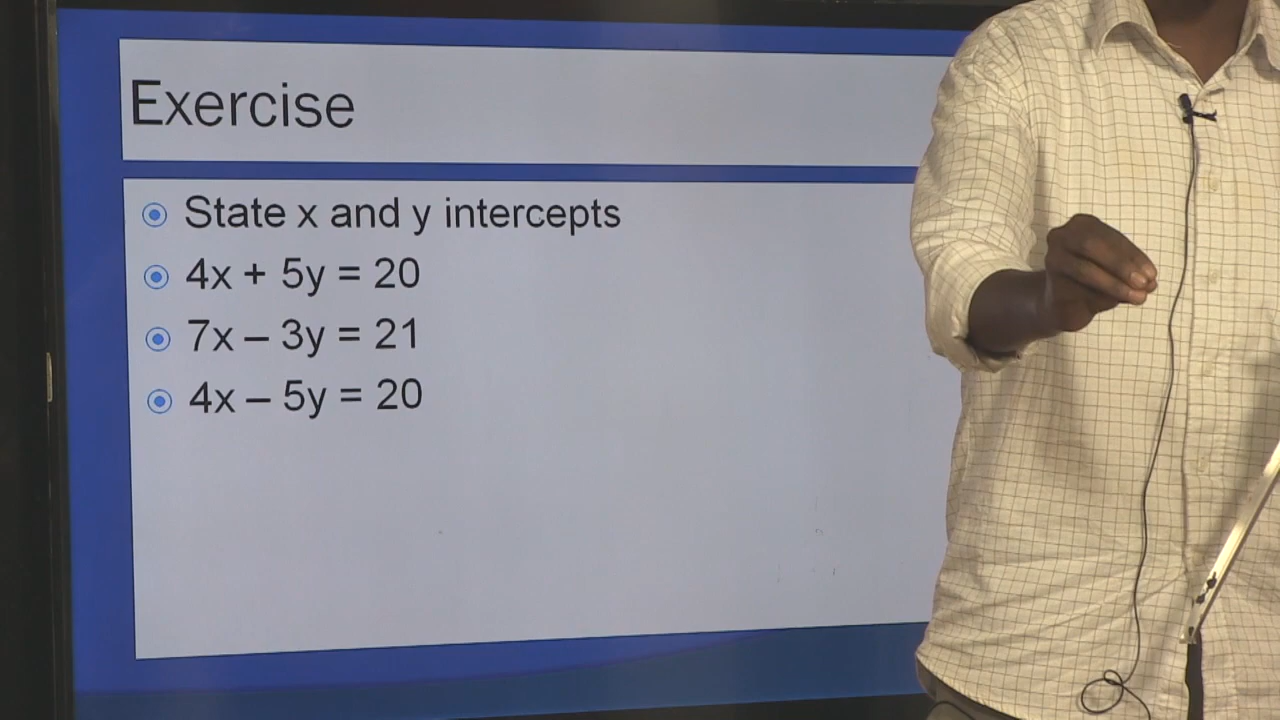 Exercise
State x and y intercepts
4x + 5y = 20
7x – 3y = 21
4x – 5y = 20